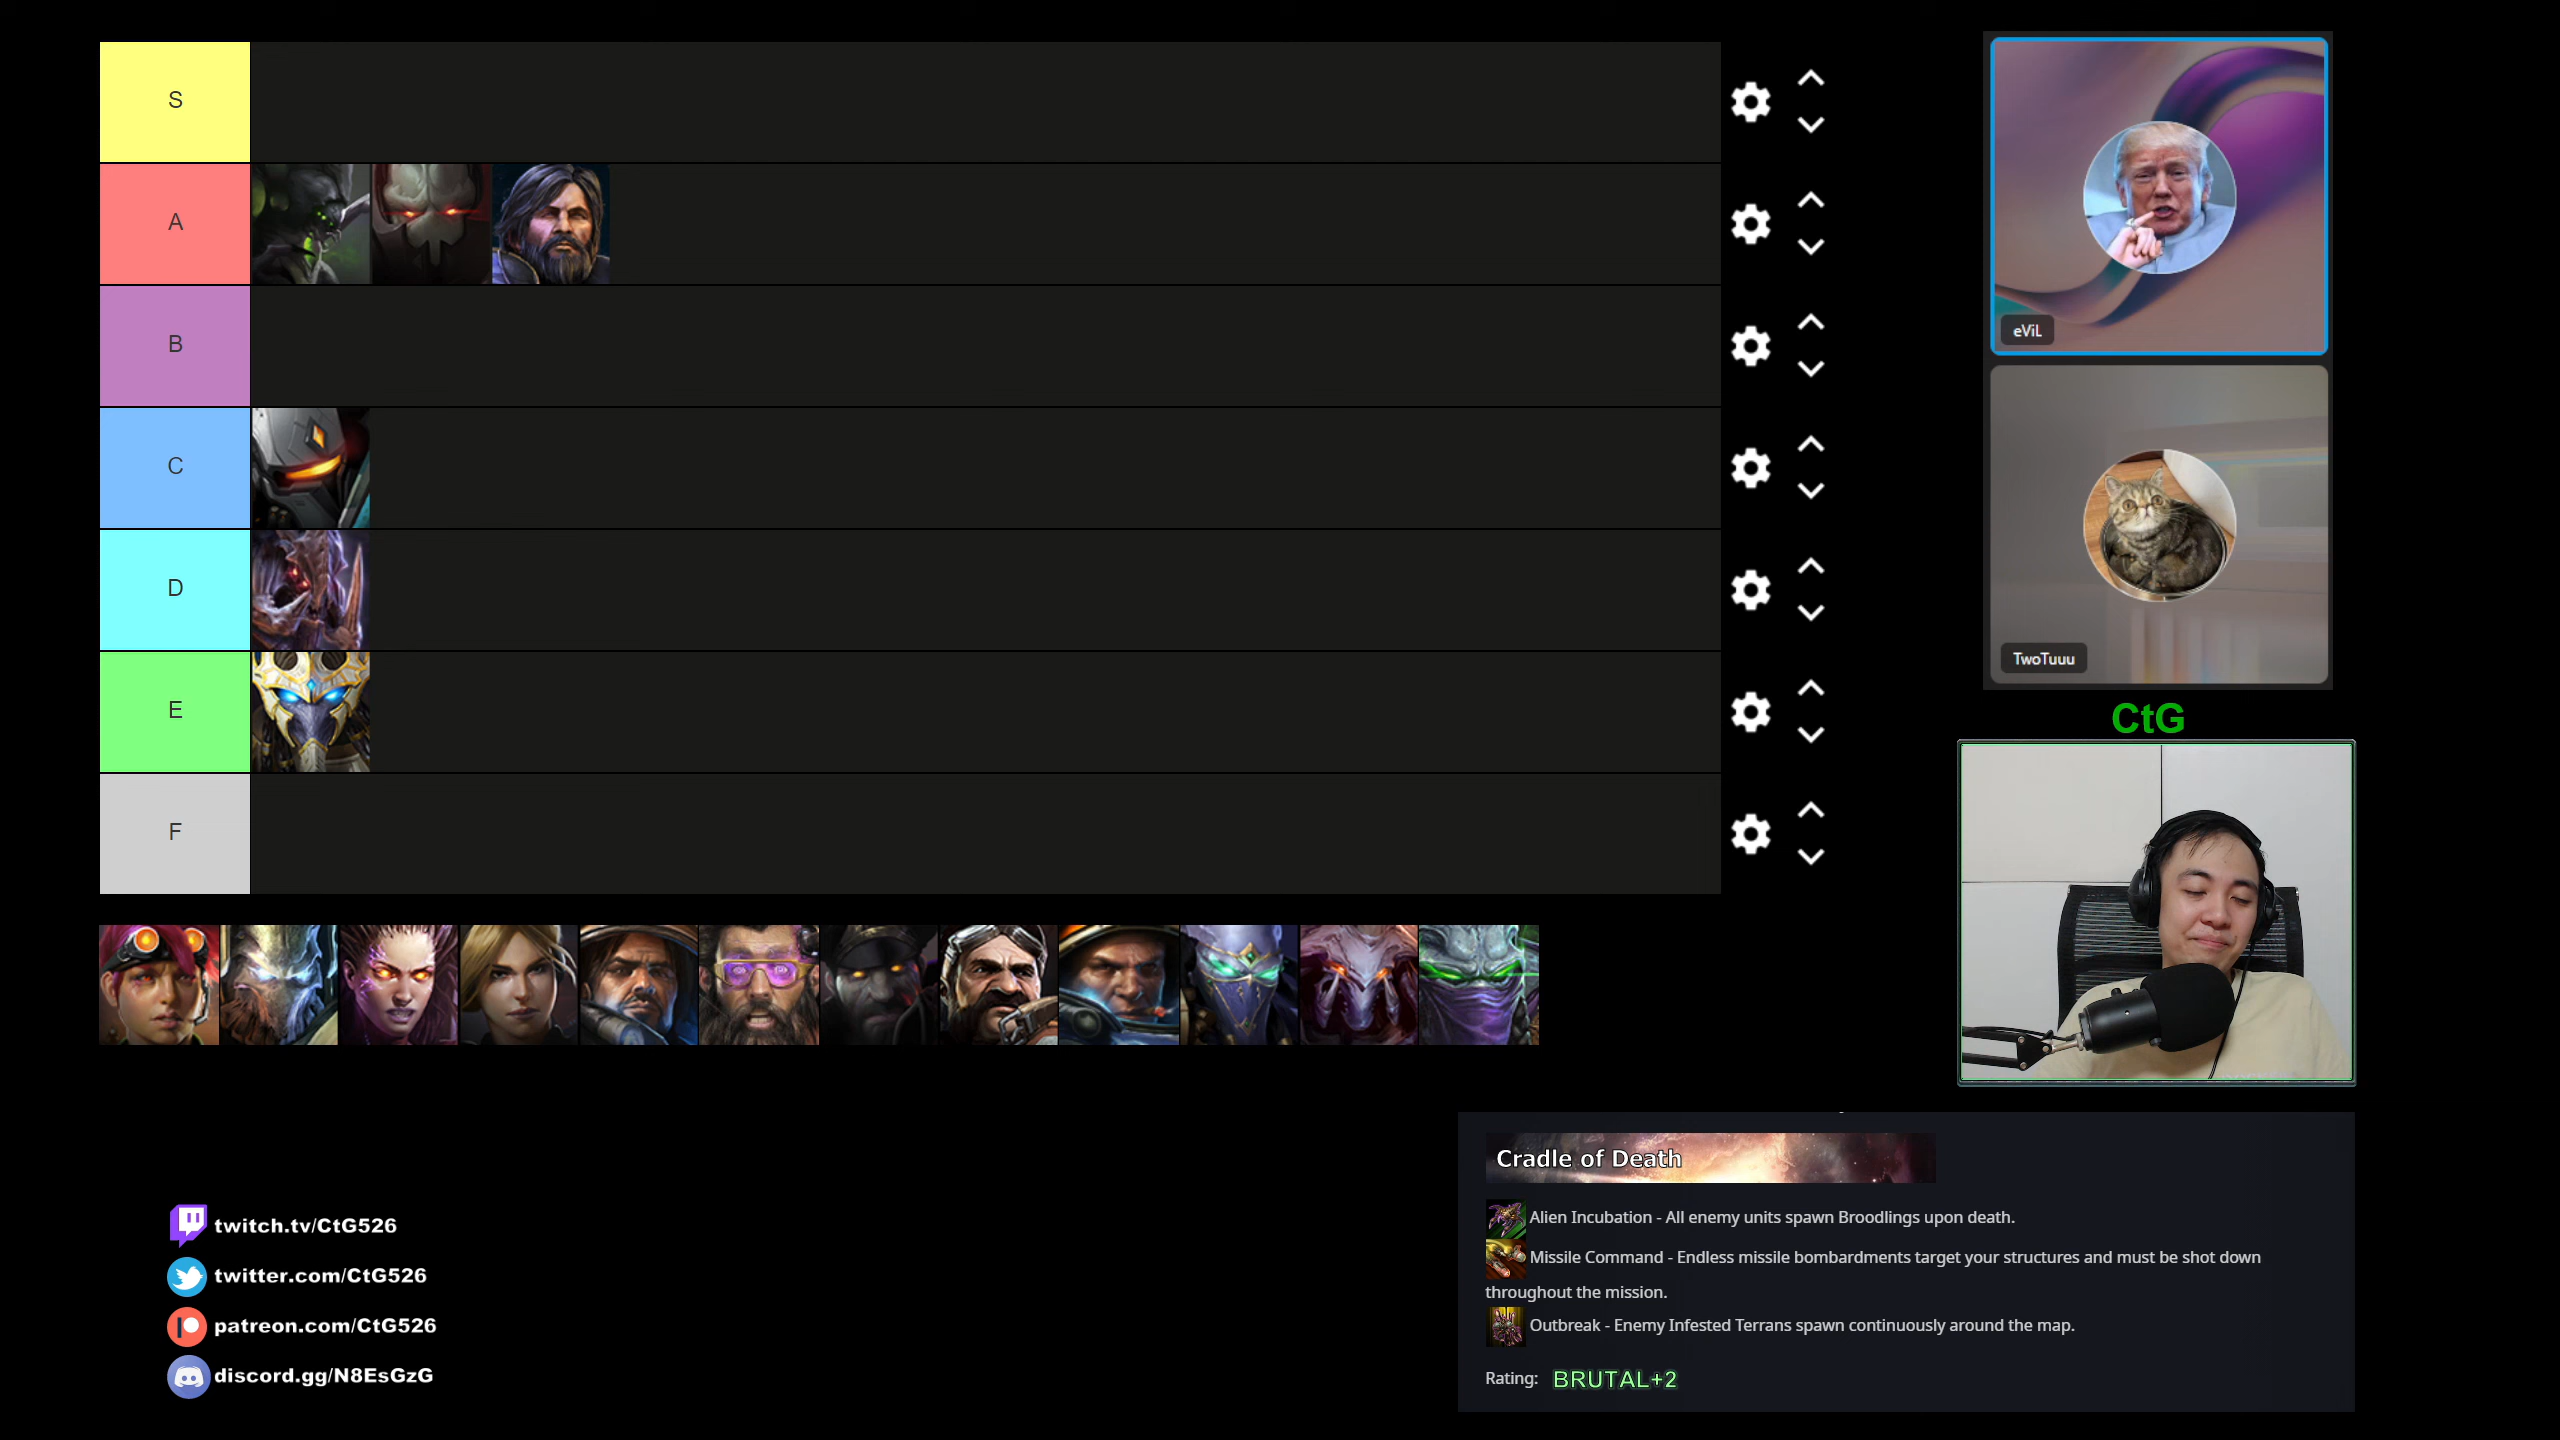 S
A
B
C
D
E
F
eViL
TwoTuuu
CtG
twitch.tv/CtG526
twitter.com/CtG526
patreon.com/CtG526
discord.gg/N8EsGzG
Cradle of Death
Alien Incubation - All enemy units spawn Broodlings upon death.
Missile Command - Endless missile bombardments target your structures and must be shot down
throughout the mission.
Outbreak - Enemy Infested Terrans spawn continuously around the map.
Rating: BRUTAL+2